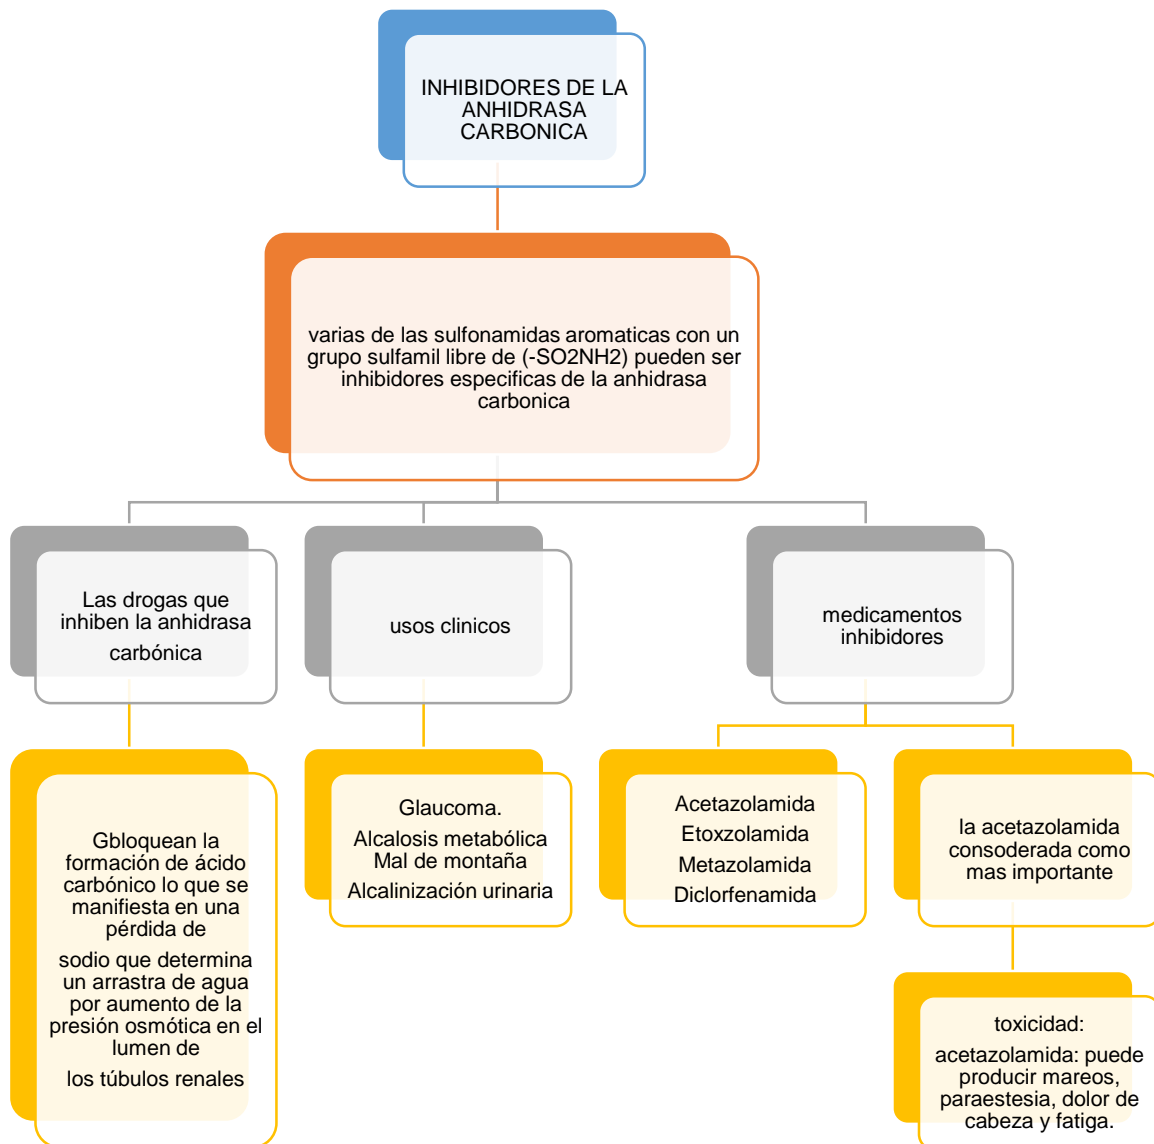 INHIBIDORES DE LA
ANHIDRASA
CARBONICA
varias de las sulfonamidas aromaticas con un
grupo sulfamil libre de (-SO2NH2) pueden ser
inhibidores especificas de la anhidrasa
carbonica
Las drogas que
inhiben la anhidrasa
carbónica
Gbloquean la
formación de ácido
carbónico lo que se
manifiesta en una
pérdida de
sodio que determina
un arrastra de agua
por aumento de la
presión osmótica en el
lumen de
los túbulos renales
usos clinicos
Glaucoma.
Alcalosis metabólica
Mal de montaña
Alcalinización urinaria
medicamentos
inhibidores
Acetazolamida
Etoxzolamida
Metazolamida
Diclorfenamida
la acetazolamida
consoderada como
mas importante
toxicidad:
acetazolamida: puede
producir mareos,
paraestesia, dolor de
cabeza y fatiga.